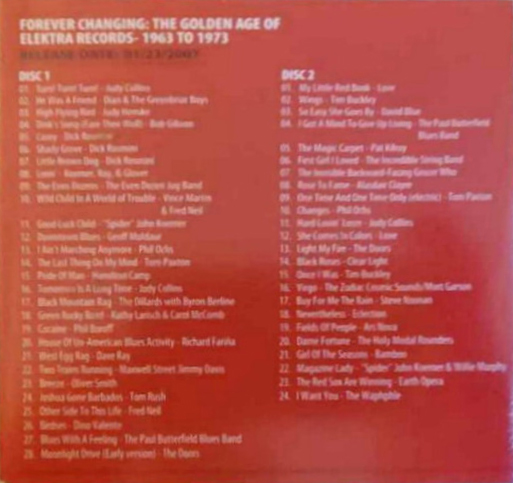 FOREVER CHANGING: THE GOLDEN AGE OF
ELEKTRA RECORDS- 1963 TO 1973
RELEASE DATE: 01/23/2007
DISC 1
01. Turn! Turn! Turn! - Judy Collins
02. He Was A Friend - Dian & The Greenbriar Boys
03. High Flying Bird - Judy Henske
04. Dink's Song (Fare Thee Well) - Bob Gibson
05. Casey - Dick Rosmini
06. Shady Grove - Dick Rosmini
07. Little Brown Dog - Dick Rosmini
08. - Koerner, Ray, & Glover
09. The Even Dozens - The Even Dozen Jug Band
10. Wild Child In A World of Trouble - Vince Martin
& Fred Neil
11. Good Luck Child - "Spider" John Koerner
12. Downtown Blues - Geoff Muldaur
13. I Ain't Marching Anymore - Phil Ochs
14. The Last Thing On My Mind - Tom Paxton
15. Pride Of Man - Hamilton Camp
16. Tomorrow Is A Long Time - Judy Collins
17. Black Mountain Rag - The Dillards with Byron Berline
18. Green Rocky Road - Kathy Larisch & Carol McComb
19. Cocaine - Phil Boroff
20. House Of Un-American Blues Activity - Richard Fariña
21. West Egg Rag - Dave Ray
22. Two Trains Running - Maxwell Street Jimmy Davis
23. Breeze - Oliver Smith
24. Joshua Gone Barbados - Tom Rush
25. Other Side To This Life - Fred Neil
26. Birdses - Dino Valente
27. Blues With A Feeling - The Paul Butterfield Blues Band
28. Moonlight Drive (Early version) - The Doors
DISC 2
01. My Little Red Book - Love
02. Wings - Tim Buckley
03. So Easy She Goes By - David Blue
04. I Got A Mind To Give Up Living - The Paul Butterfield
Blues Band
05. The Magic Carpet - Pat Kilroy
06. First Girl I Loved - The Incredible String Band
07. The Invisible Backward-Facing Grocer Who
08. Rose To Fame - Alasdair Clayre
09. One Time And One Time Only (electric) - Tom Paxton
10. Changes - Phil Ochs
11. Hard Lovin' Loser - Judy Collins
12. She Comes In Colors - Love
13. Light My Fire - The Doors
14. Black Roses - Clear Light
15. Once I Was - Tim Buckley
16. Virgo - The Zodiac Cosmic Sounds/Mort Garson
17. Buy For Me The Rain - Steve Noonan
18. Nevertheless - Eclection
19. Fields Of People - Ars Nova
20. Dame Fortune - The Holy Modal Rounders
21. Girl Of The Seasons - Bamboo
22. Magazine Lady - "Spider" John Koerner & Willie Murphy
23. The Red Sox Are Winning - Earth Opera
24. I Want You - The Waphphle